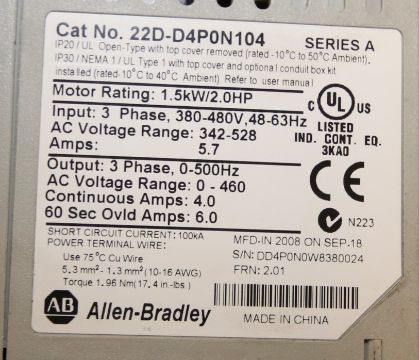 Cat No. 22D-D4P0N104 SERIES A
IP20 / UL Open-Type with top cover removed (rated -10°C to 50°C Ambient).
IP30 / NEMA 1 / UL Type 1 with top cover and optional conduit box kit
installed (rated-10°C to 40°C Ambient). Refer to user manual
Motor Rating: 1.5kW/2.0HP
Input: 3 Phase, 380-480V,48-63Hz
AC Voltage Range: 342-528
Amps: 5.7
C UL US
LISTED
IND. CONT. EQ.
3KA0
Output: 3 Phase, 0-500Hz
AC Voltage Range: 0 - 460
Continuous Amps: 4.0
60 Sec Ovld Amps: 6.0
CE
N223
SHORT CIRCUIT CURRENT: 100kA
POWER TERMINAL WIRE:
Use 75°C Cu Wire
5.3 mm² - 1.3 mm² (10-16 AWG)
Torque 1.96 Nm(17.4 in.-lbs.)
MFD-IN 2008 ON SEP.18
S/N: DD4P0N0W8380024
FRN: 2.01
AB Allen-Bradley
MADE IN CHINA